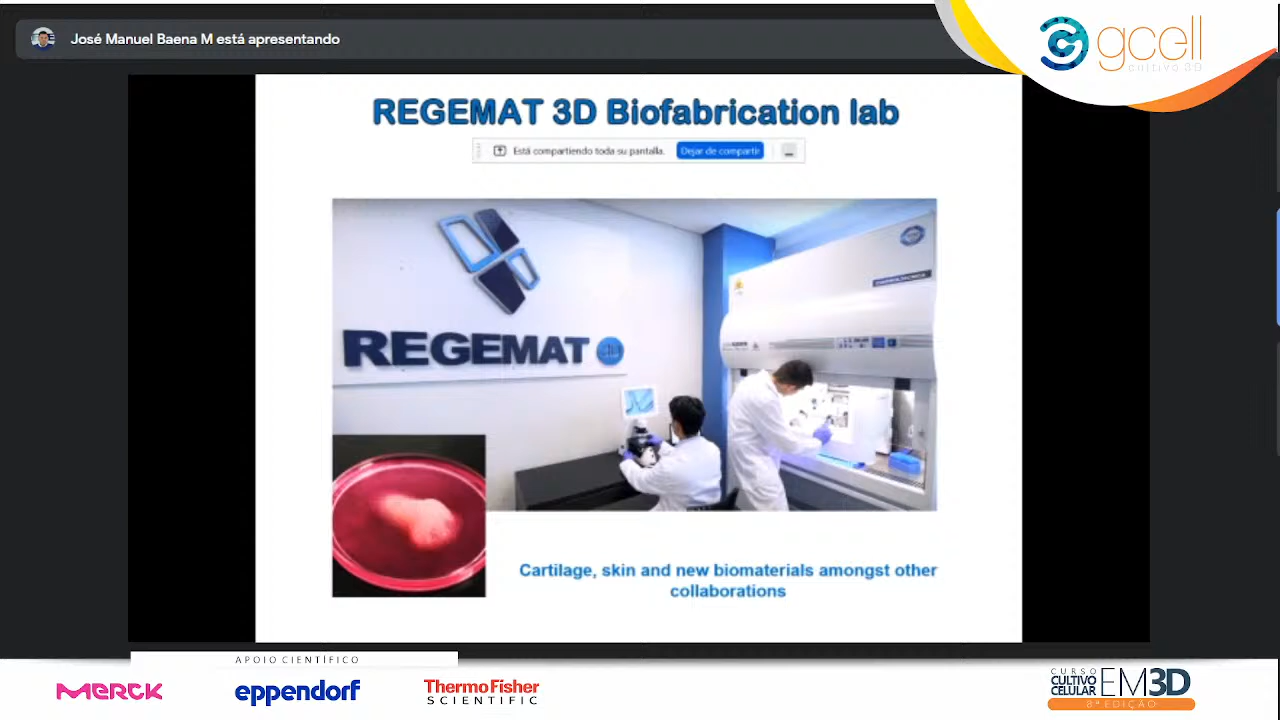 José Manuel Baena M está apresentando
gcell
cultivo 3D
REGEMAT 3D Biofabrication lab
Está compartiendo toda su pantalla.
Dejar de compartir
REGEMAT
Cartilage, skin and new biomaterials amongst other
collaborations
APOIO CIENTÍFICO
MERCK
eppendorf
ThermoFisher
SCIENTIFIC
CURSO
CULTIVO
CELULAR
EM3D
8ª EDIÇÃO